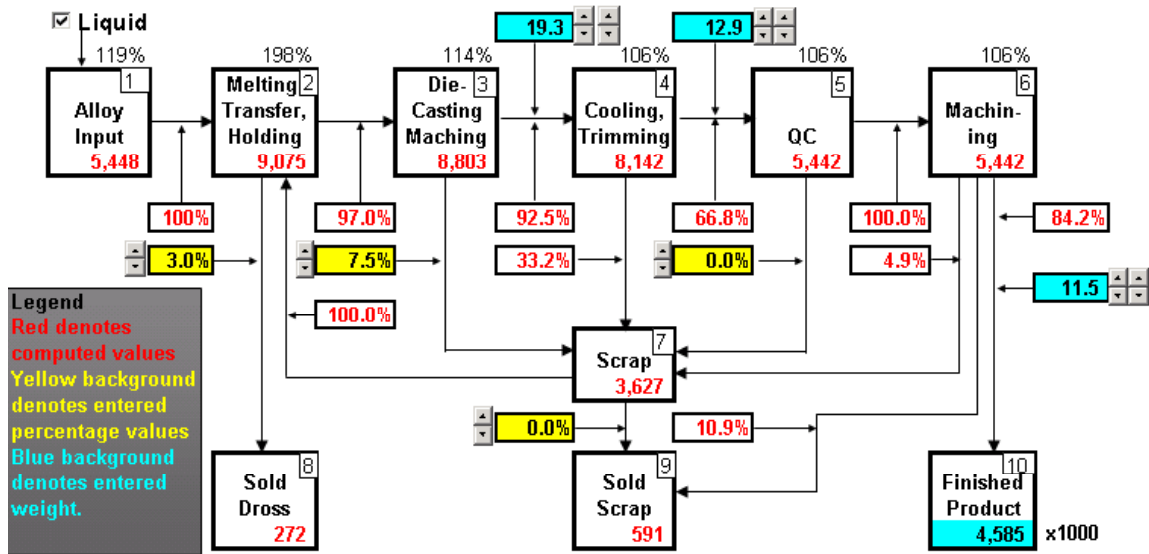 Liquid
19.3
12.9
119%
198%
114%
106%
106%
106%
1
Alloy
Input
5,448
2
Melting
Transfer,
Holding
9,075
3
Die-
Casting
Maching
8,803
4
Cooling,
Trimming
8,142
5
QC
5,442
6
Machin-
ing
5,442
100%
97.0%
92.5%
66.8%
100.0%
84.2%
3.0%
7.5%
33.2%
0.0%
4.9%
11.5
100.0%
Legend
Red denotes
computed values
Yellow background
denotes entered
percentage values
Blue background
denotes entered
weight.
7
Scrap
3,627
0.0%
10.9%
8
Sold
Dross
272
9
Sold
Scrap
591
10
Finished
Product
4,585
x1000